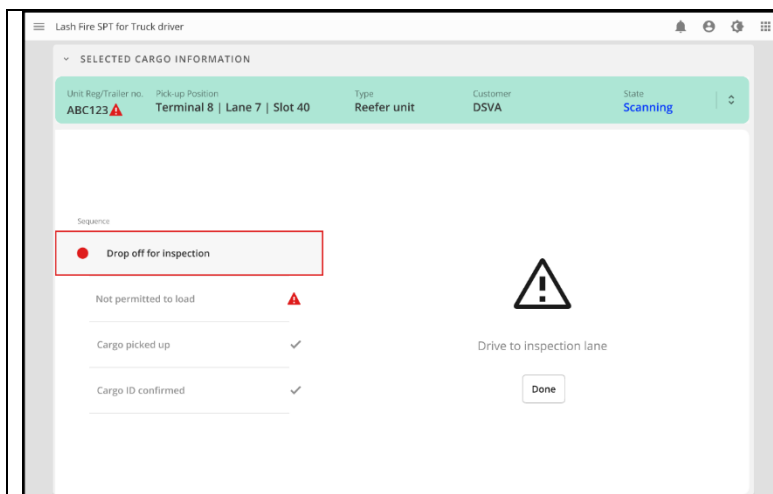 Lash Fire SPT for Truck driver
SELECTED CARGO INFORMATION
Unit Reg/Trailer no. Pick-up Position Type Customer State
ABC123 Terminal 8 | Lane 7 | Slot 40 Reefer unit DSVA Scanning
Sequence
Drop off for inspection
Not permitted to load
Cargo picked up
Drive to inspection lane
Cargo ID confirmed
Done